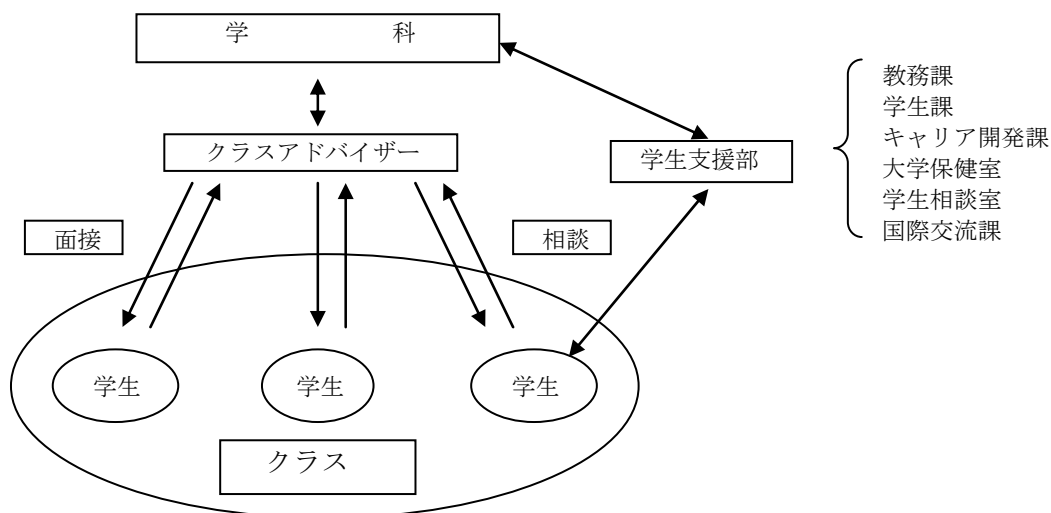 学　科
教務課
学生課
キャリア開発課
大学保健室
学生相談室
国際交流課
クラスアドバイザー
学生支援部
面接
相談
学生
学生
学生
クラス